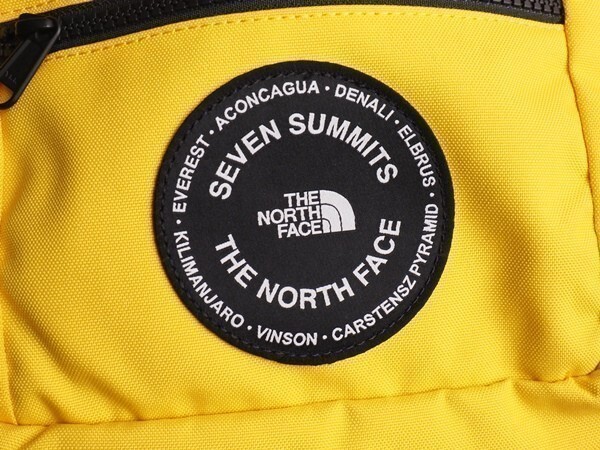 EVEREST · ACONCAGUA · DENALI · ELBRUS ·
KILIMANJARO · VINSON · CARSTENSZ PYRAMID
SEVEN SUMMITS
THE
NORTH
FACE
THE NORTH FACE